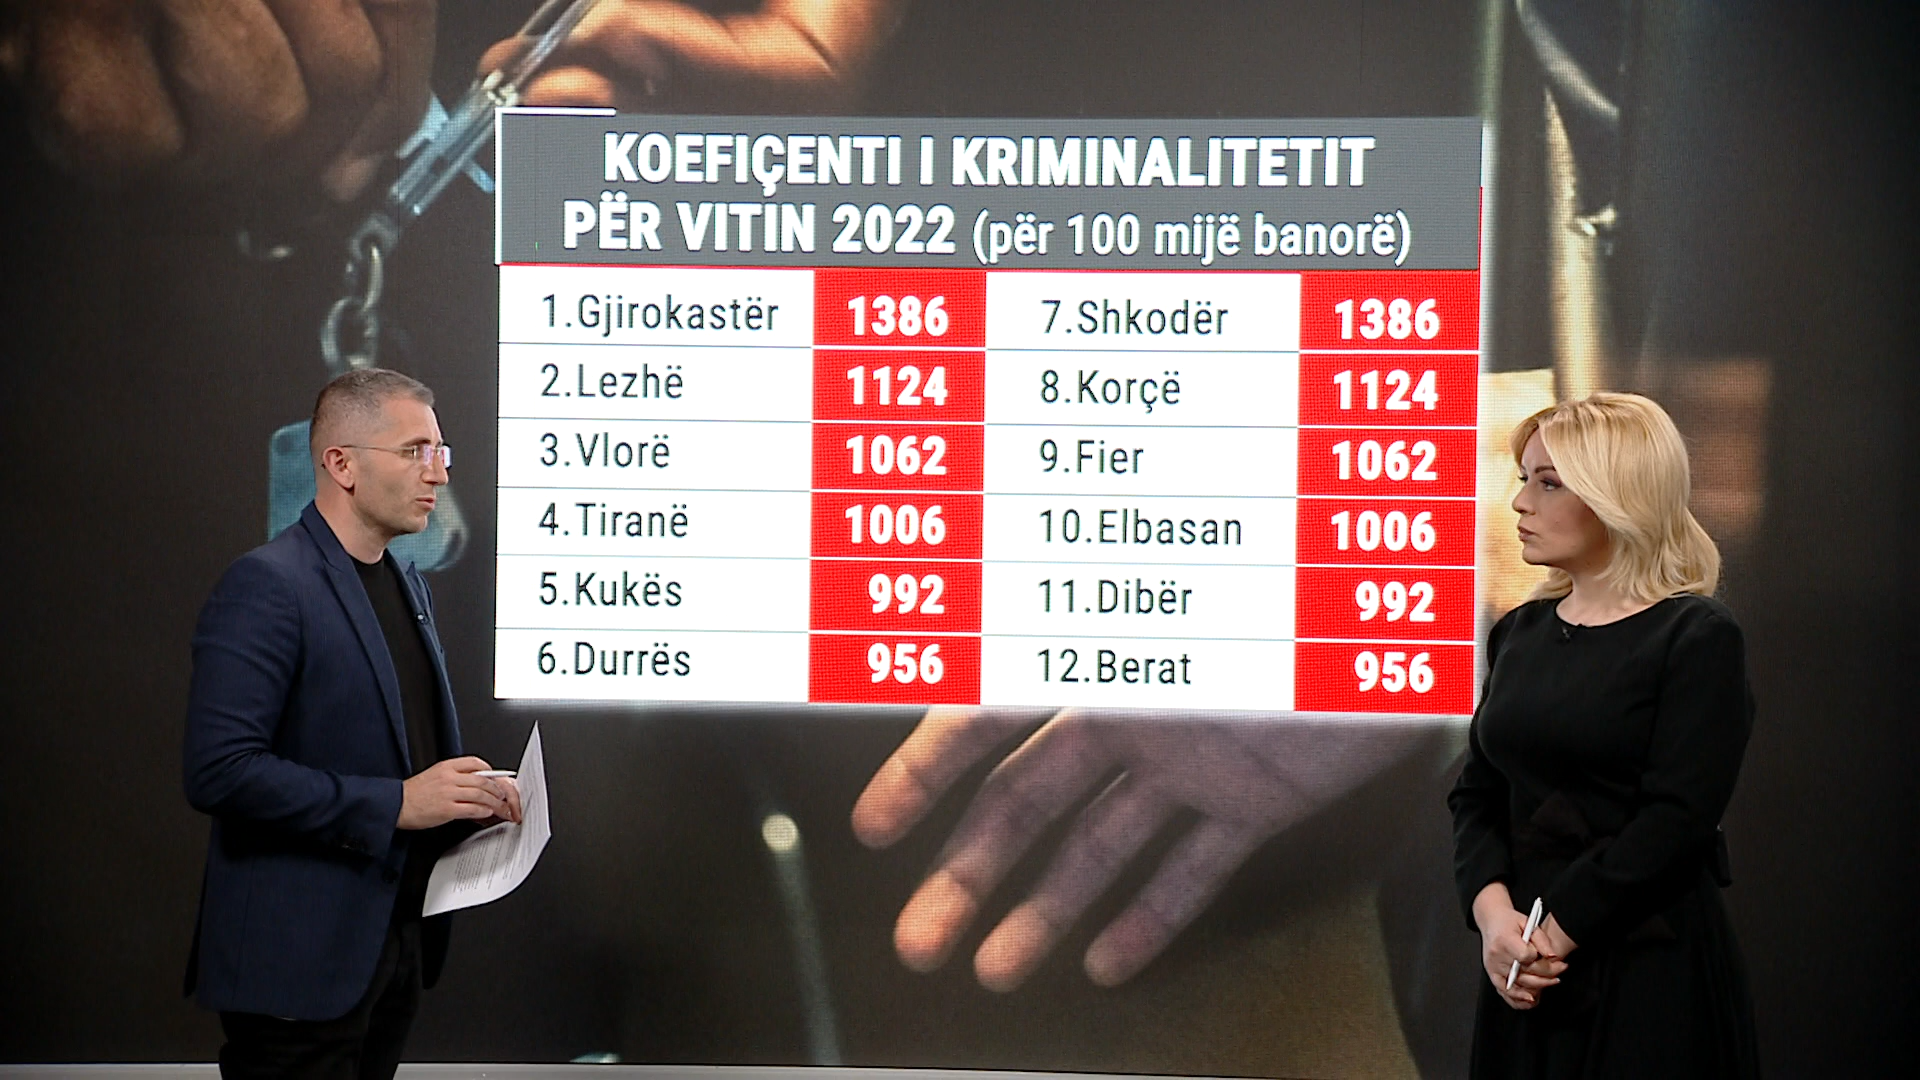 KOEFIÇENTI I KRIMINALITETIT
PËR VITIN 2022 (për 100 mijë banorë)
1.Gjirokastër 1386
2.Lezhë 1124
3.Vlorë 1062
4.Tiranë 1006
5.Kukës 992
6.Durrës 956
7.Shkodër 1386
8.Korçë 1124
9.Fier 1062
10.Elbasan 1006
11.Dibër 992
12.Berat 956